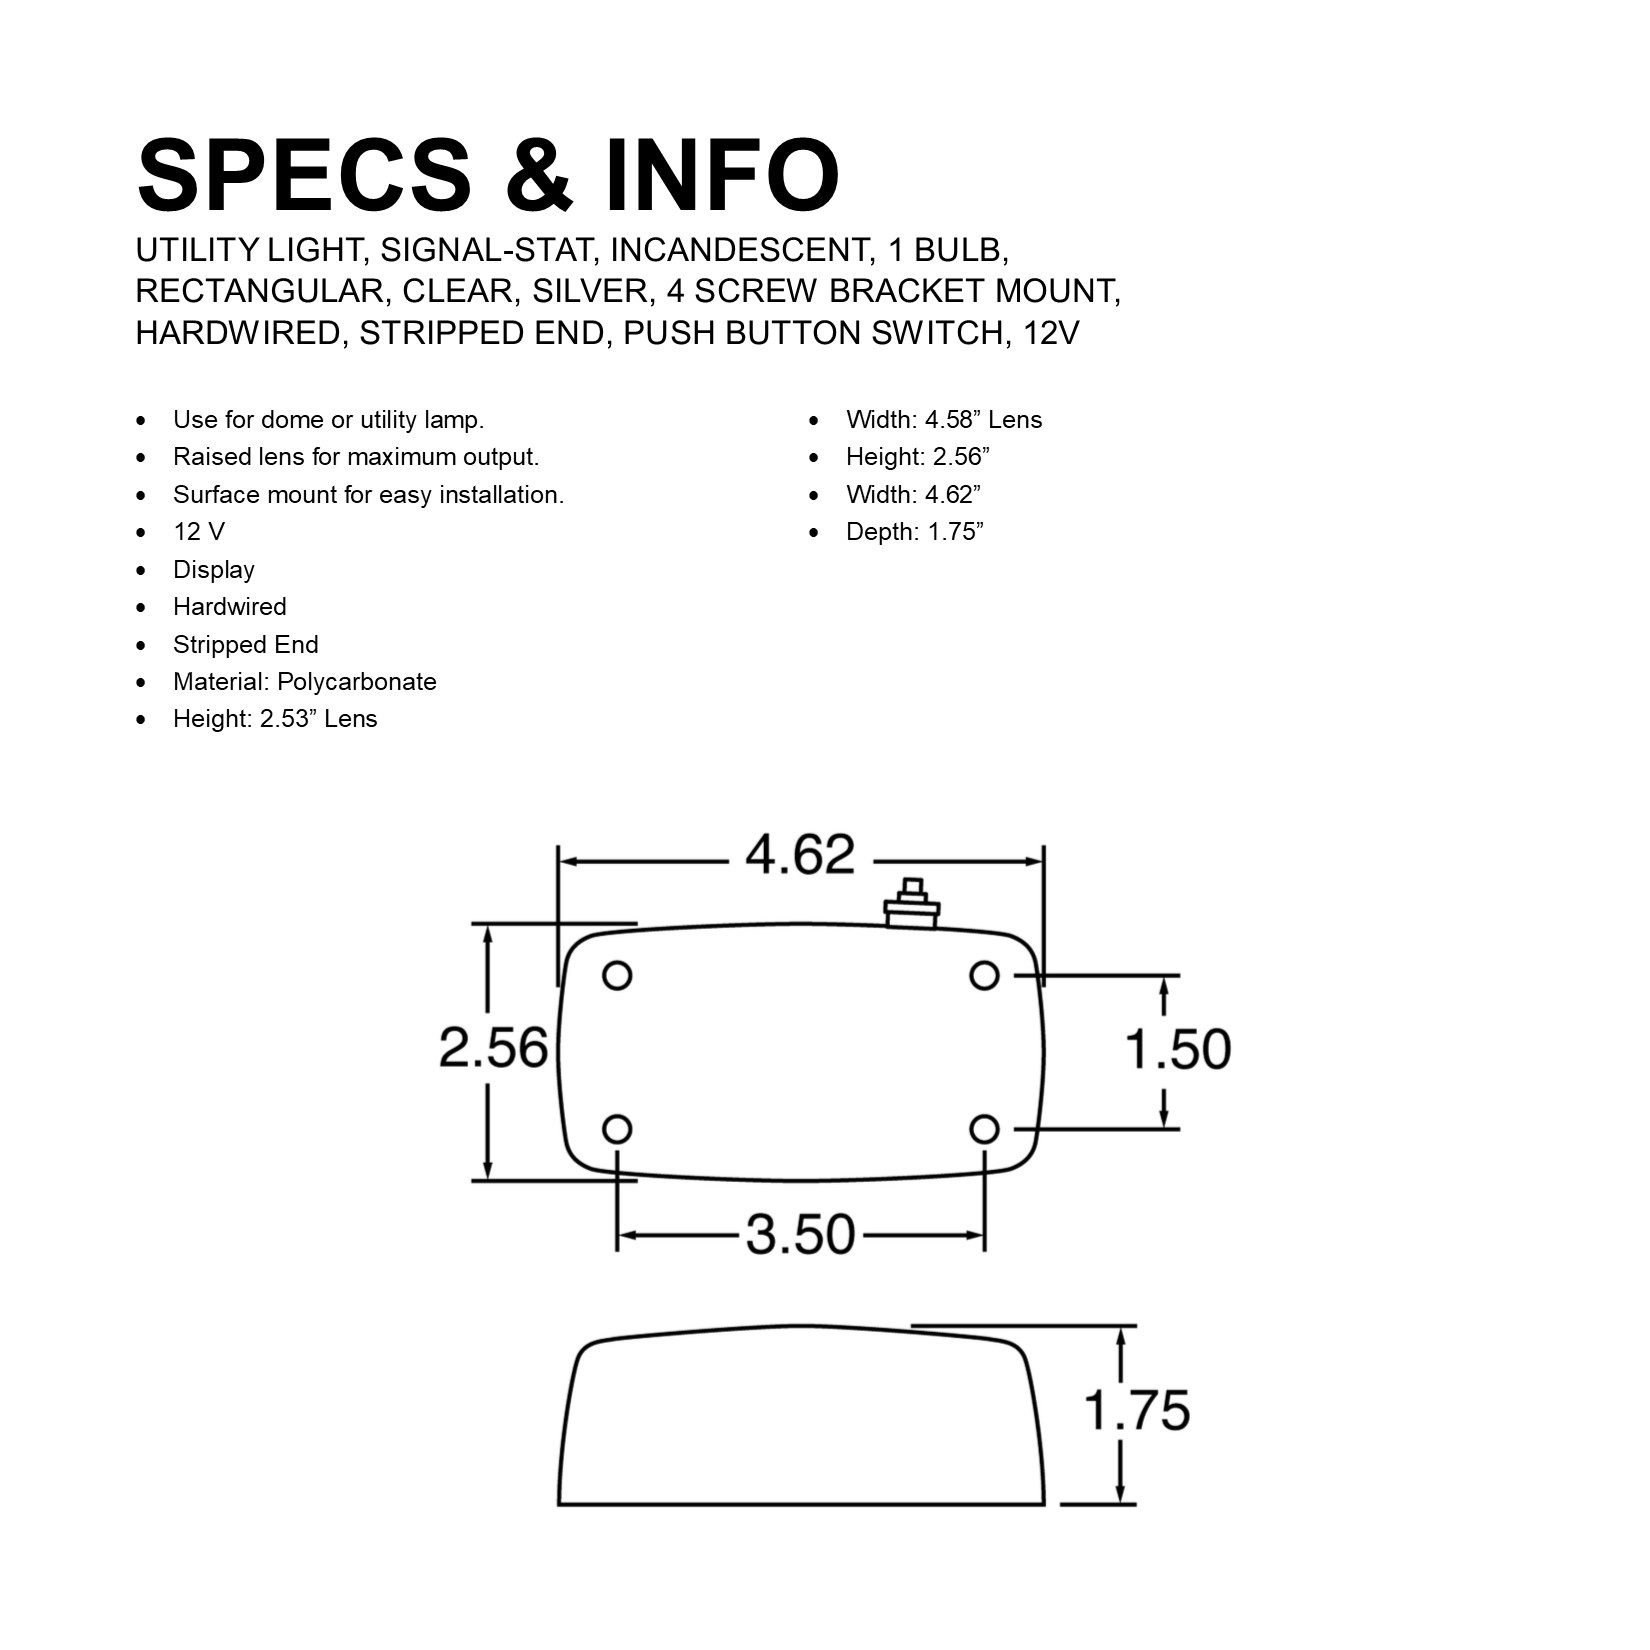 SPECS & INFO
UTILITY LIGHT, SIGNAL-STAT, INCANDESCENT, 1 BULB,
RECTANGULAR, CLEAR, SILVER, 4 SCREW BRACKET MOUNT,
HARDWIRED, STRIPPED END, PUSH BUTTON SWITCH, 12V
• Use for dome or utility lamp.
• Raised lens for maximum output.
• Surface mount for easy installation.
• 12 V
• Display
• Hardwired
• Stripped End
• Material: Polycarbonate
• Height: 2.53” Lens
• Width: 4.58” Lens
• Height: 2.56”
• Width: 4.62”
• Depth: 1.75”
4.62
2.56
1.50
3.50
1.75